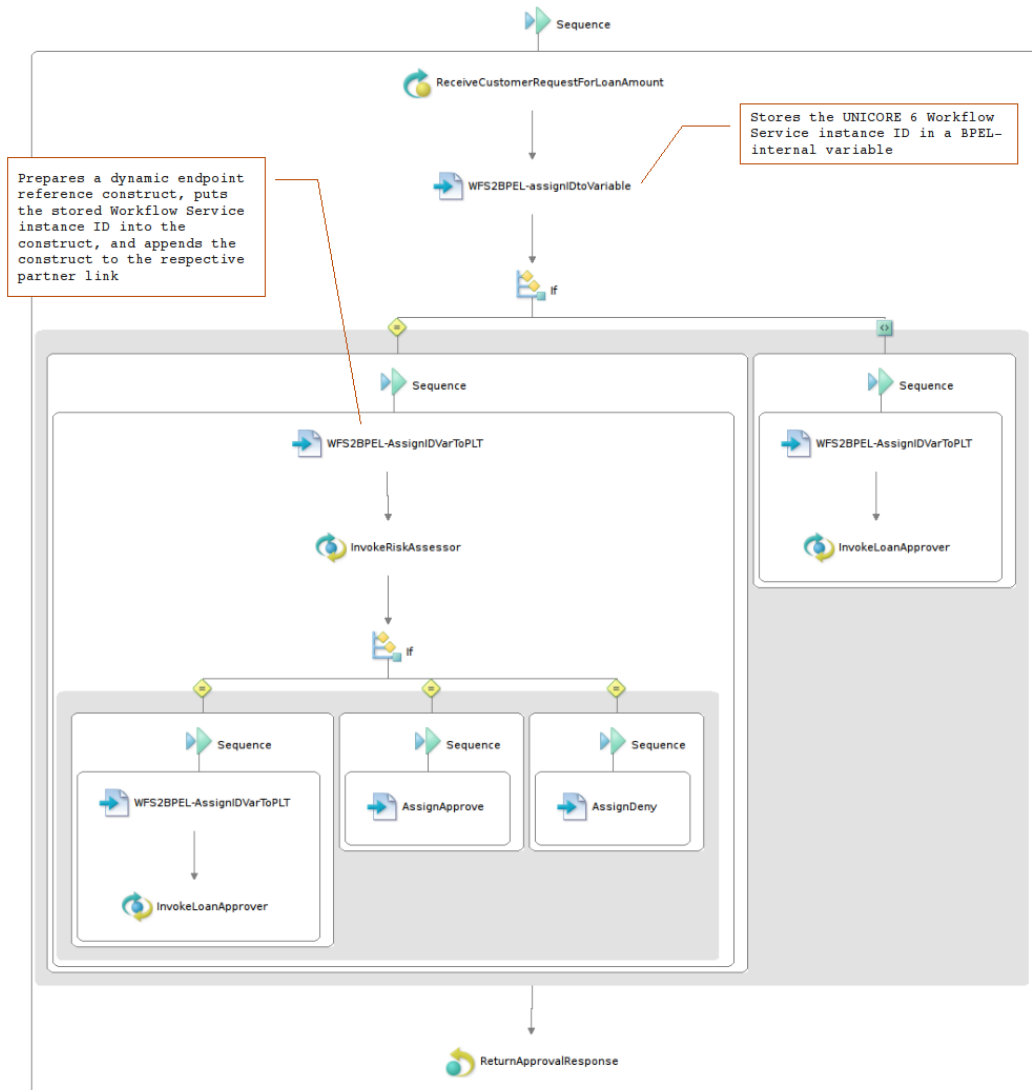 Sequence
ReceiveCustomerRequestForLoanAmount
Stores the UNICORE 6 Workflow
Service instance ID in a BPEL-
internal variable
Prepares a dynamic endpoint
reference construct, puts
the stored Workflow Service
instance ID into the
construct, and appends the
construct to the respective
partner link
WFS2BPEL-assignIDtoVariable
If
Sequence
Sequence
WFS2BPEL-AssignIDVarToPLT
WFS2BPEL-AssignIDVarToPLT
InvokeRiskAssessor
InvokeLoanApprover
If
Sequence
Sequence
Sequence
WFS2BPEL-AssignIDVarToPLT
AssignApprove
AssignDeny
InvokeLoanApprover
ReturnApprovalResponse